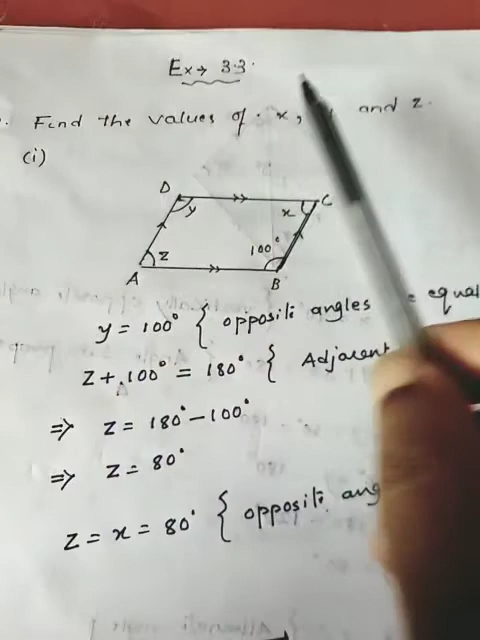 Ex → 3.3.
Find the values of x, and z.
(i)
D C
y x
z 100°
A B
y = 100° { opposite angles equal
z + 100° = 180° { Adjacent
⇒ z = 180° - 100°
⇒ z = 80°
z = x = 80° { opposite